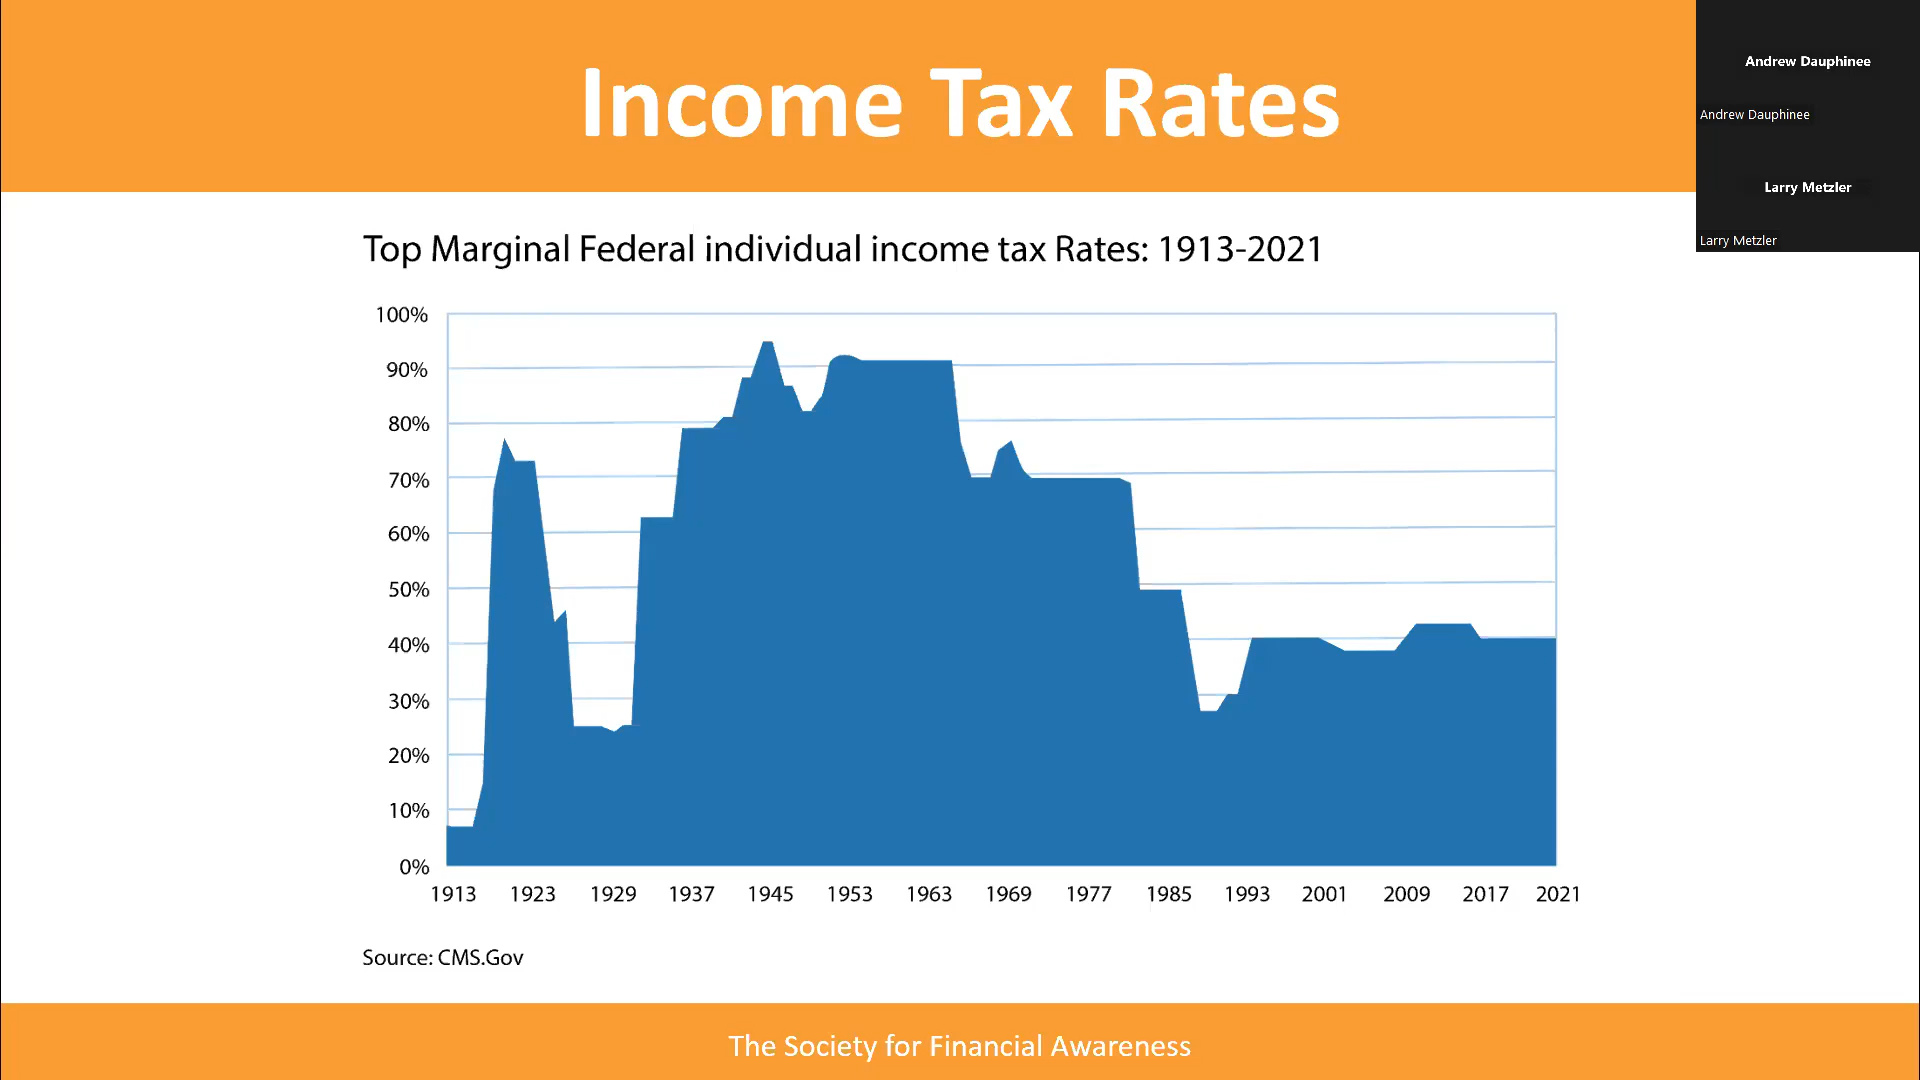 Income Tax Rates
Andrew Dauphinee
Andrew Dauphinee
Larry Metzler
Larry Metzler
Top Marginal Federal individual income tax Rates: 1913-2021
100%
90%
80%
70%
60%
50%
40%
30%
20%
10%
0%
1913 1923 1929 1937 1945 1953 1963 1969 1977 1985 1993 2001 2009 2017 2021
Source: CMS.Gov
The Society for Financial Awareness